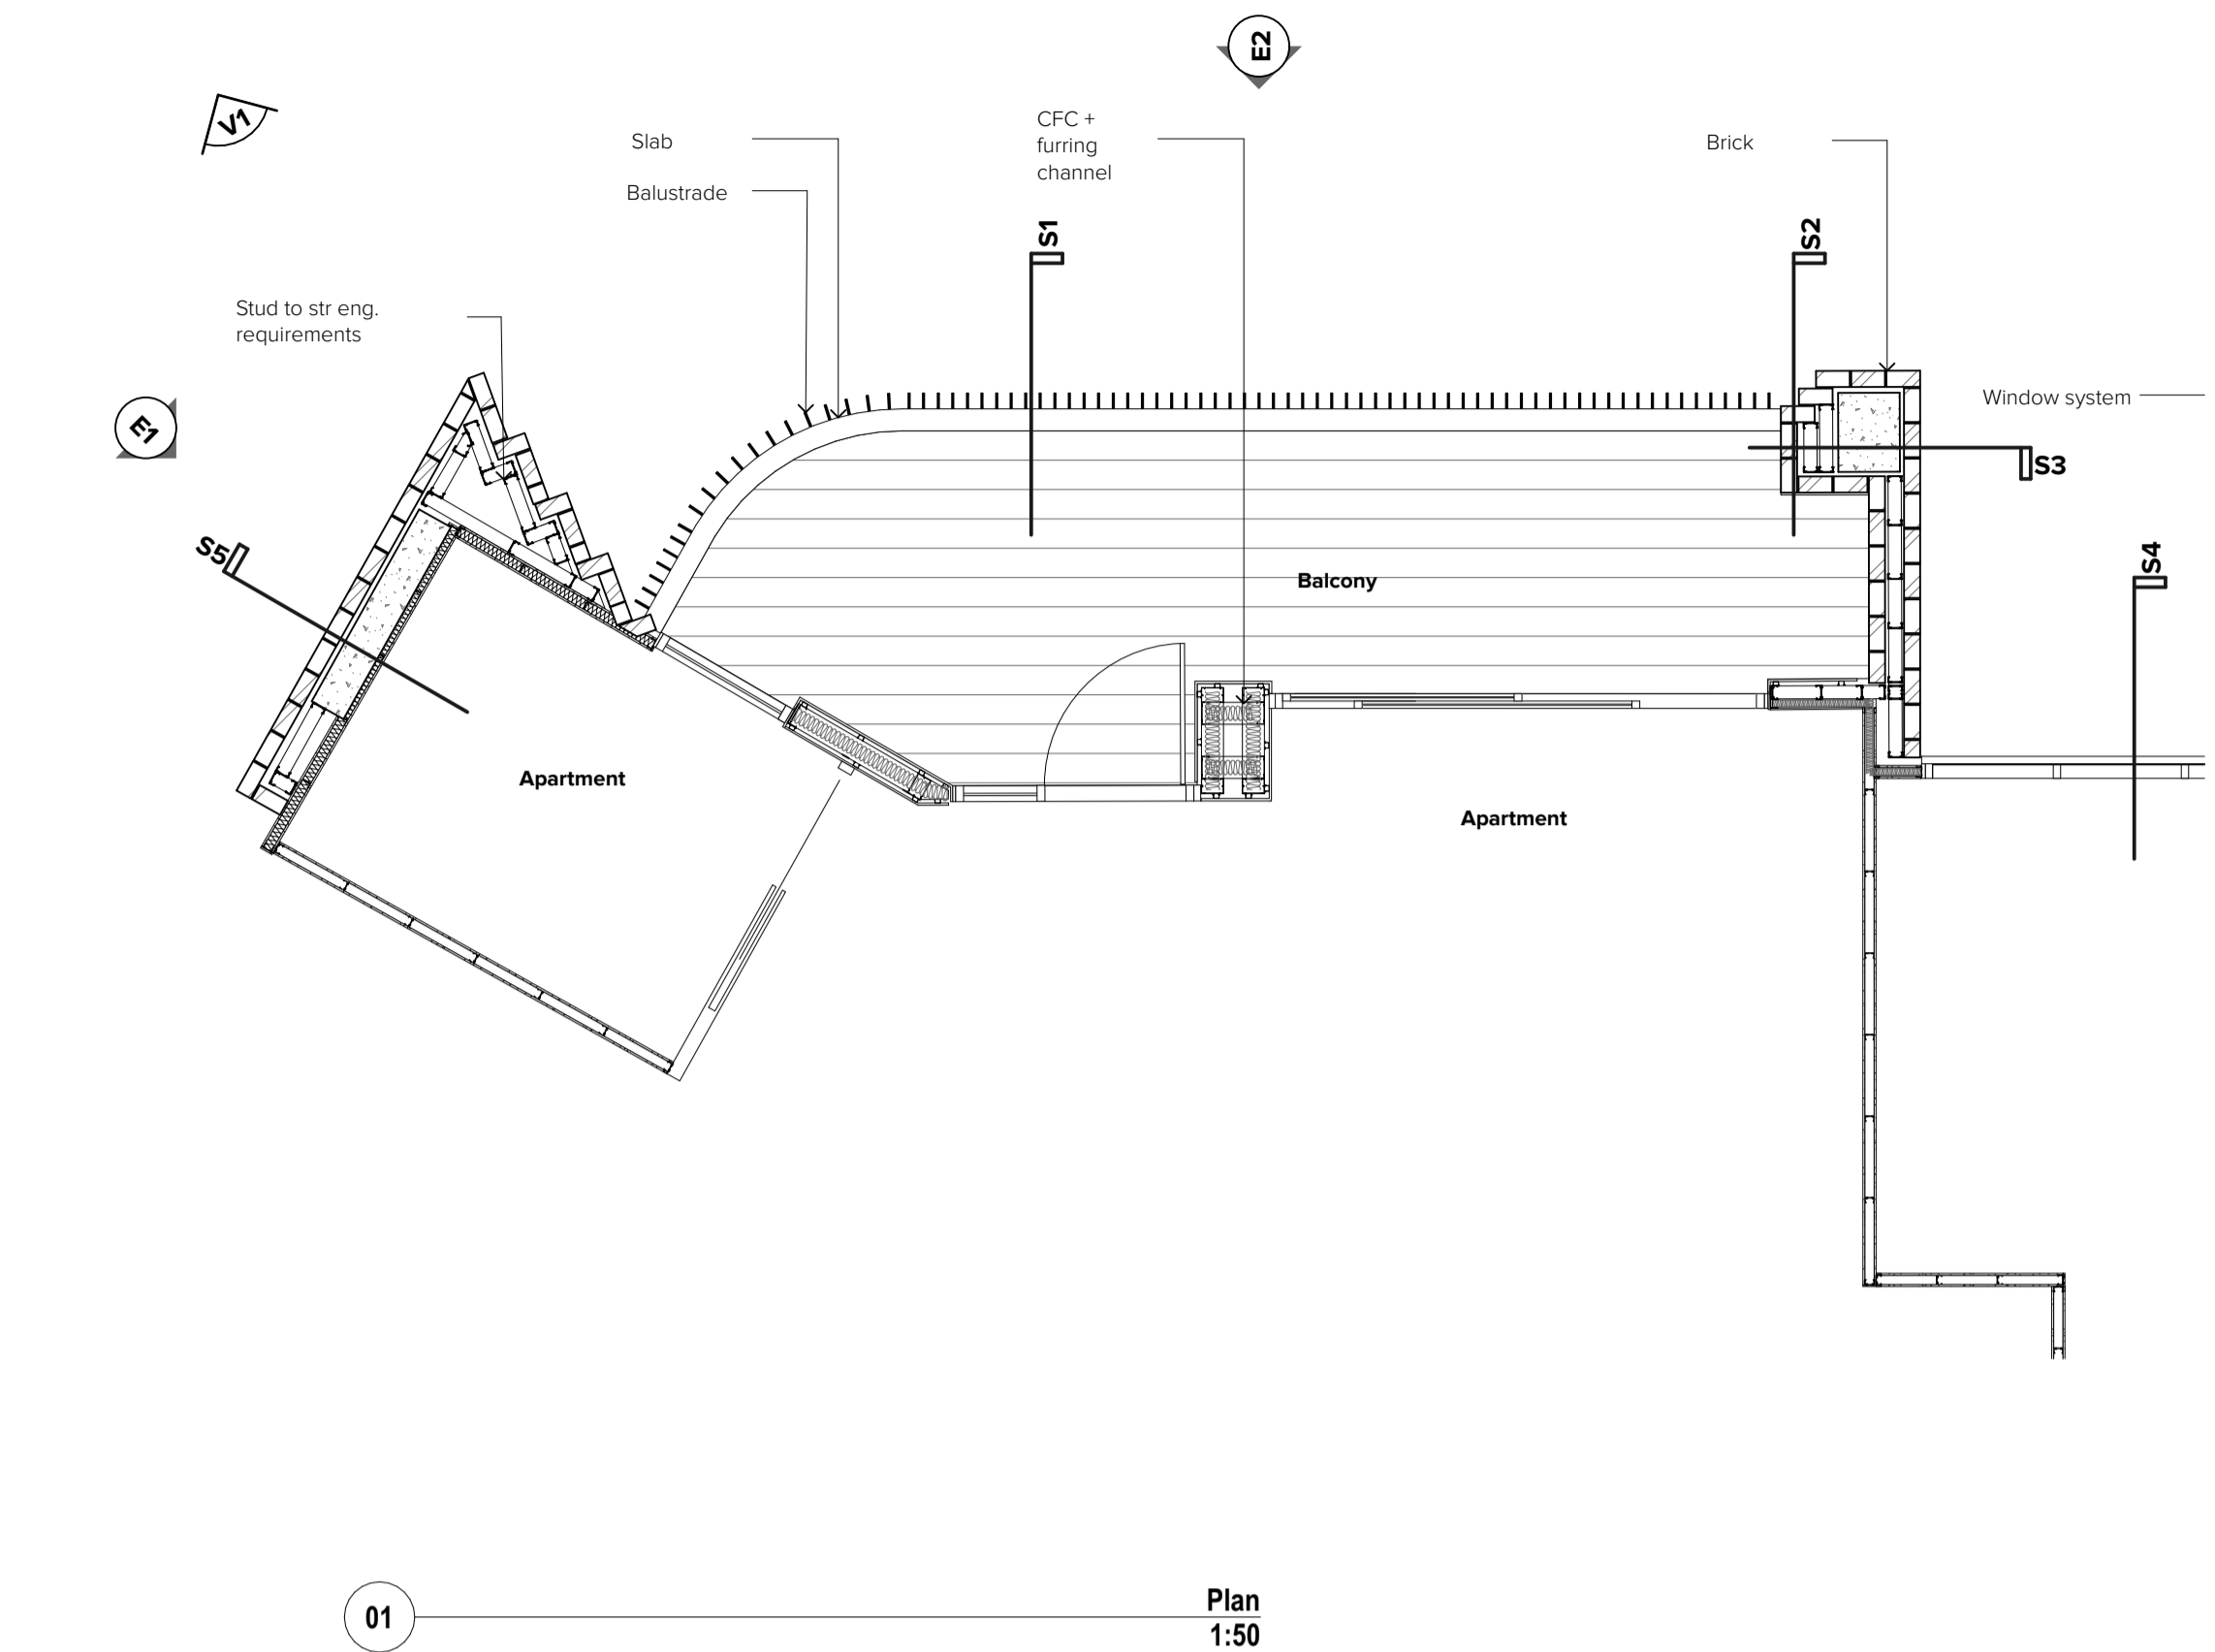 E2
V1
CFC +
furring
channel
Slab
Brick
Balustrade
S1
S2
Stud to str eng.
requirements
Window system
E1
S3
S5
S4
Balcony
Apartment
Apartment
01
Plan
1:50